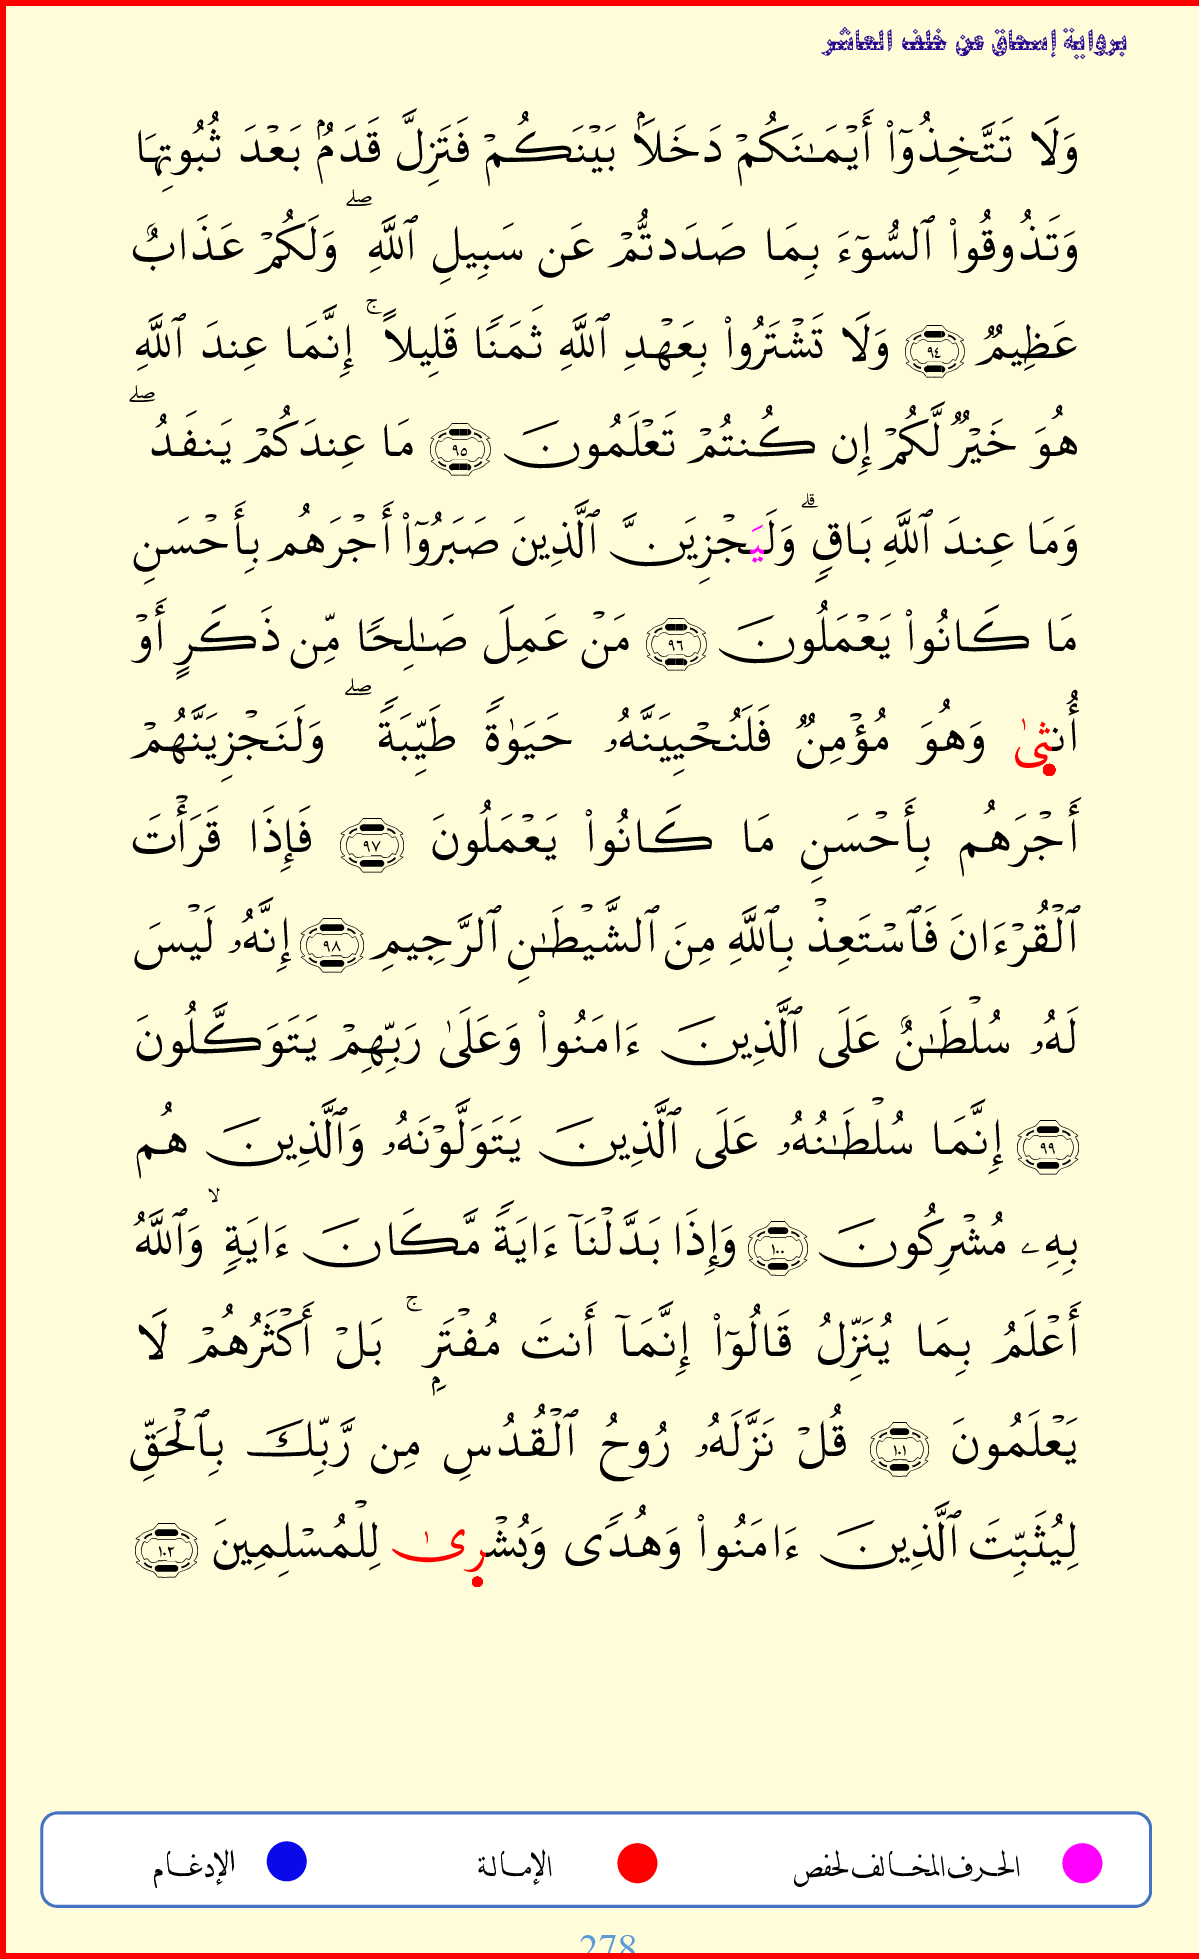 برواية إسحاق عن خلف العاشر
وَلَا تَتَّخِذُوٓاْ أَيۡمَـٰنَكُمۡ دَخَلَۢا بَيۡنَكُمۡ فَتَزِلَّ قَدَمُۢ بَعۡدَ ثُبُوتِهَا
وَتَذُوقُواْ ٱلسُّوٓءَ بِمَا صَدَدتُّمۡ عَن سَبِيلِ ٱللَّهِۖ وَلَكُمۡ عَذَابٌ
عَظِيمٞ ٩٤ وَلَا تَشۡتَرُواْ بِعَهۡدِ ٱللَّهِ ثَمَنٗا قَلِيلًاۚ إِنَّمَا عِندَ ٱللَّهِ
هُوَ خَيۡرٞ لَّكُمۡ إِن كُنتُمۡ تَعۡلَمُونَ ٩٥ مَا عِندَكُمۡ يَنفَدُۖ
وَمَا عِندَ ٱللَّهِ بَاقٖۗ وَلَيَجۡزِيَنَّ ٱلَّذِينَ صَبَرُوٓاْ أَجۡرَهُم بِأَحۡسَنِ
مَا كَانُواْ يَعۡمَلُونَ ٩٦ مَنۡ عَمِلَ صَـٰلِحٗا مِّن ذَكَرٍ أَوۡ
أُنثىٰ وَهُوَ مُؤۡمِنٞ فَلَنُحۡيِيَنَّهُۥ حَيَوٰةٗ طَيِّبَةٗۖ وَلَنَجۡزِيَنَّهُمۡ
أَجۡرَهُم بِأَحۡسَنِ مَا كَانُواْ يَعۡمَلُونَ ٩٧ فَإِذَا قَرَأۡتَ
ٱلۡقُرۡءَانَ فَٱسۡتَعِذۡ بِٱللَّهِ مِنَ ٱلشَّيۡطَـٰنِ ٱلرَّجِيمِ ٩٨ إِنَّهُۥ لَيۡسَ
لَهُۥ سُلۡطَـٰنٌ عَلَى ٱلَّذِينَ ءَامَنُواْ وَعَلَىٰ رَبِّهِمۡ يَتَوَكَّلُونَ
٩٩ إِنَّمَا سُلۡطَـٰنُهُۥ عَلَى ٱلَّذِينَ يَتَوَلَّوۡنَهُۥ وَٱلَّذِينَ هُم
بِهِۦ مُشۡرِكُونَ ١٠٠ وَإِذَا بَدَّلۡنَآ ءَايَةٗ مَّكَانَ ءَايَةٖۙ وَٱللَّهُ
أَعۡلَمُ بِمَا يُنَزِّلُ قَالُوٓاْ إِنَّمَآ أَنتَ مُفۡتَرِۭۚ بَلۡ أَكۡثَرُهُمۡ لَا
يَعۡلَمُونَ ١٠١ قُلۡ نَزَّلَهُۥ رُوحُ ٱلۡقُدُسِ مِن رَّبِّكَ بِٱلۡحَقِّ
لِيُثَبِّتَ ٱلَّذِينَ ءَامَنُواْ وَهُدٗى وَبُشۡرِىٰ لِلۡمُسۡلِمِينَ ١٠٢
الحرف المخالف لحفص الإمالة الإدغام
278